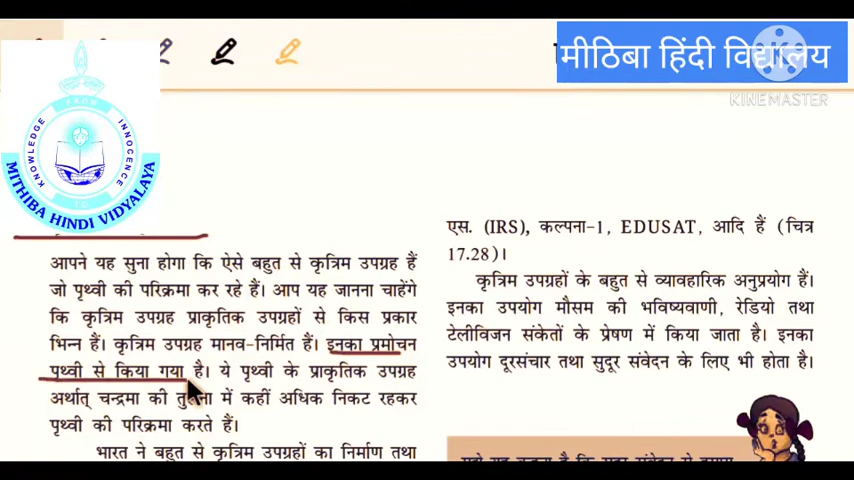 मीठिबा हिंदी विद्यालय
KINEMASTER
KNOW
KNOWLEDGE
INNOCENCE
MITHIBA HINDI VIDYALAYA
आपने यह सुना होगा कि ऐसे बहुत से कृत्रिम उपग्रह हैं
जो पृथ्वी की परिक्रमा कर रहे हैं। आप यह जानना चाहेंगे
कि कृत्रिम उपग्रह प्राकृतिक उपग्रहों से किस प्रकार
भिन्न हैं। कृत्रिम उपग्रह मानव-निर्मित हैं। इनका प्रमोचन
पृथ्वी से किया गया है। ये पृथ्वी के प्राकृतिक उपग्रह
अर्थात् चन्द्रमा की तुलना में कहीं अधिक निकट रहकर
पृथ्वी की परिक्रमा करते हैं।
भारत ने बहुत से कृत्रिम उपग्रहों का निर्माण तथा
एस. (IRS), कल्पना-1, EDUSAT, आदि हैं (चित्र
17.28)।
कृत्रिम उपग्रहों के बहुत से व्यावहारिक अनुप्रयोग हैं।
इनका उपयोग मौसम की भविष्यवाणी, रेडियो तथा
टेलीविजन संकेतों के प्रेषण में किया जाता है। इनका
उपयोग दूरसंचार तथा सुदूर संवेदन के लिए भी होता है।